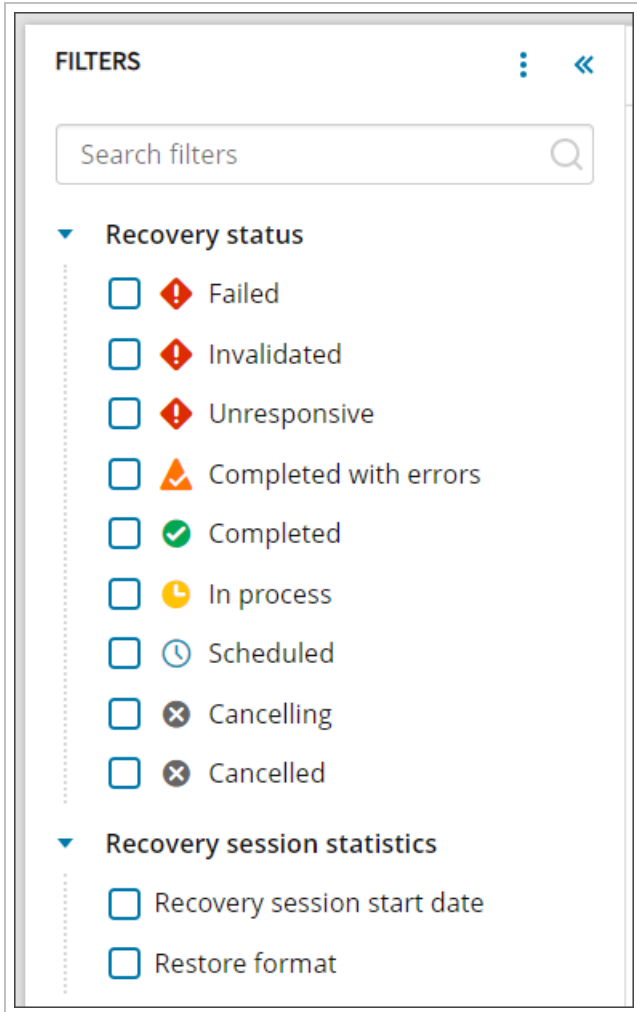 FILTERS
Search filters
Recovery status
Failed
Invalidated
Unresponsive
Completed with errors
Completed
In process
Scheduled
Cancelling
Cancelled
Recovery session statistics
Recovery session start date
Restore format